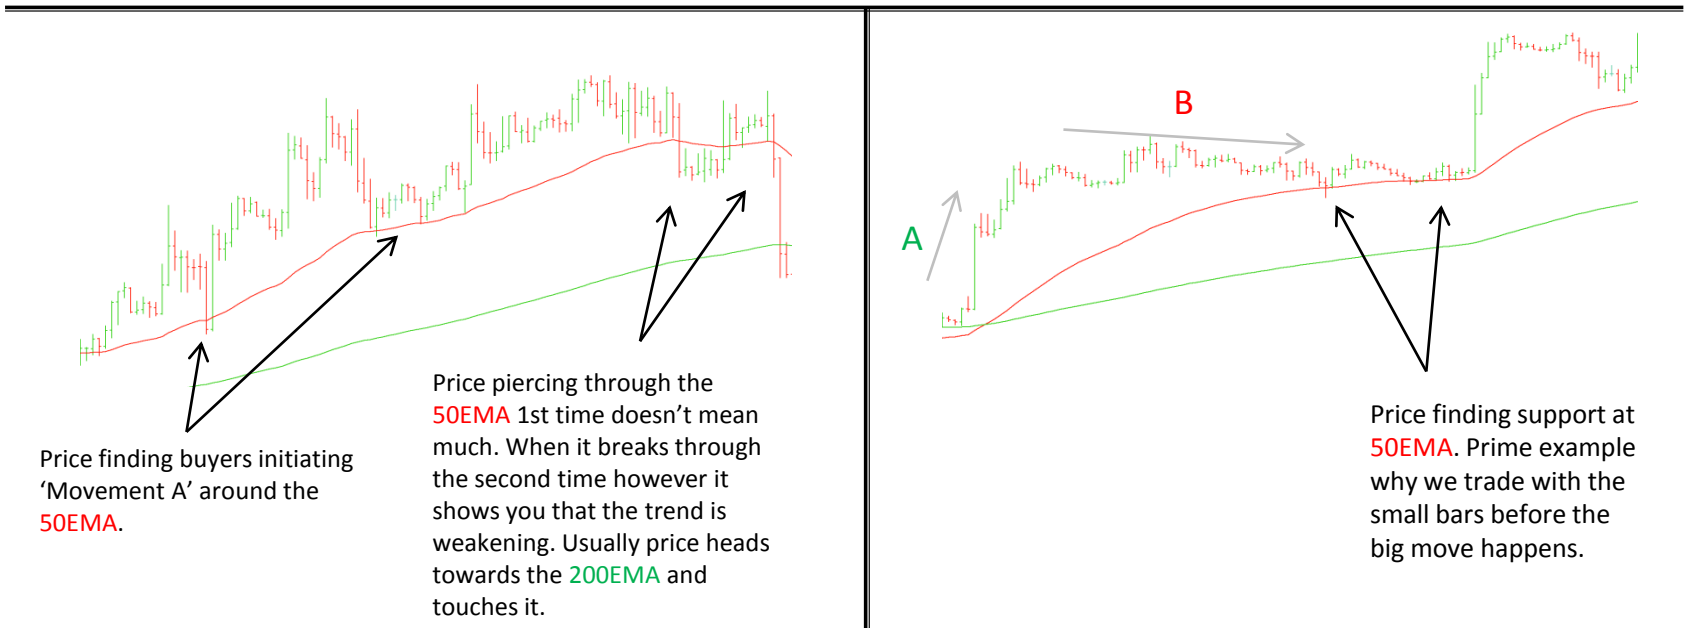 Price finding buyers initiating
‘Movement A’ around the
50EMA.
Price piercing through the
50EMA 1st time doesn’t mean
much. When it breaks through
the second time however it
shows you that the trend is
weakening. Usually price heads
towards the 200EMA and
touches it.
A
B
Price finding support at
50EMA. Prime example
why we trade with the
small bars before the
big move happens.